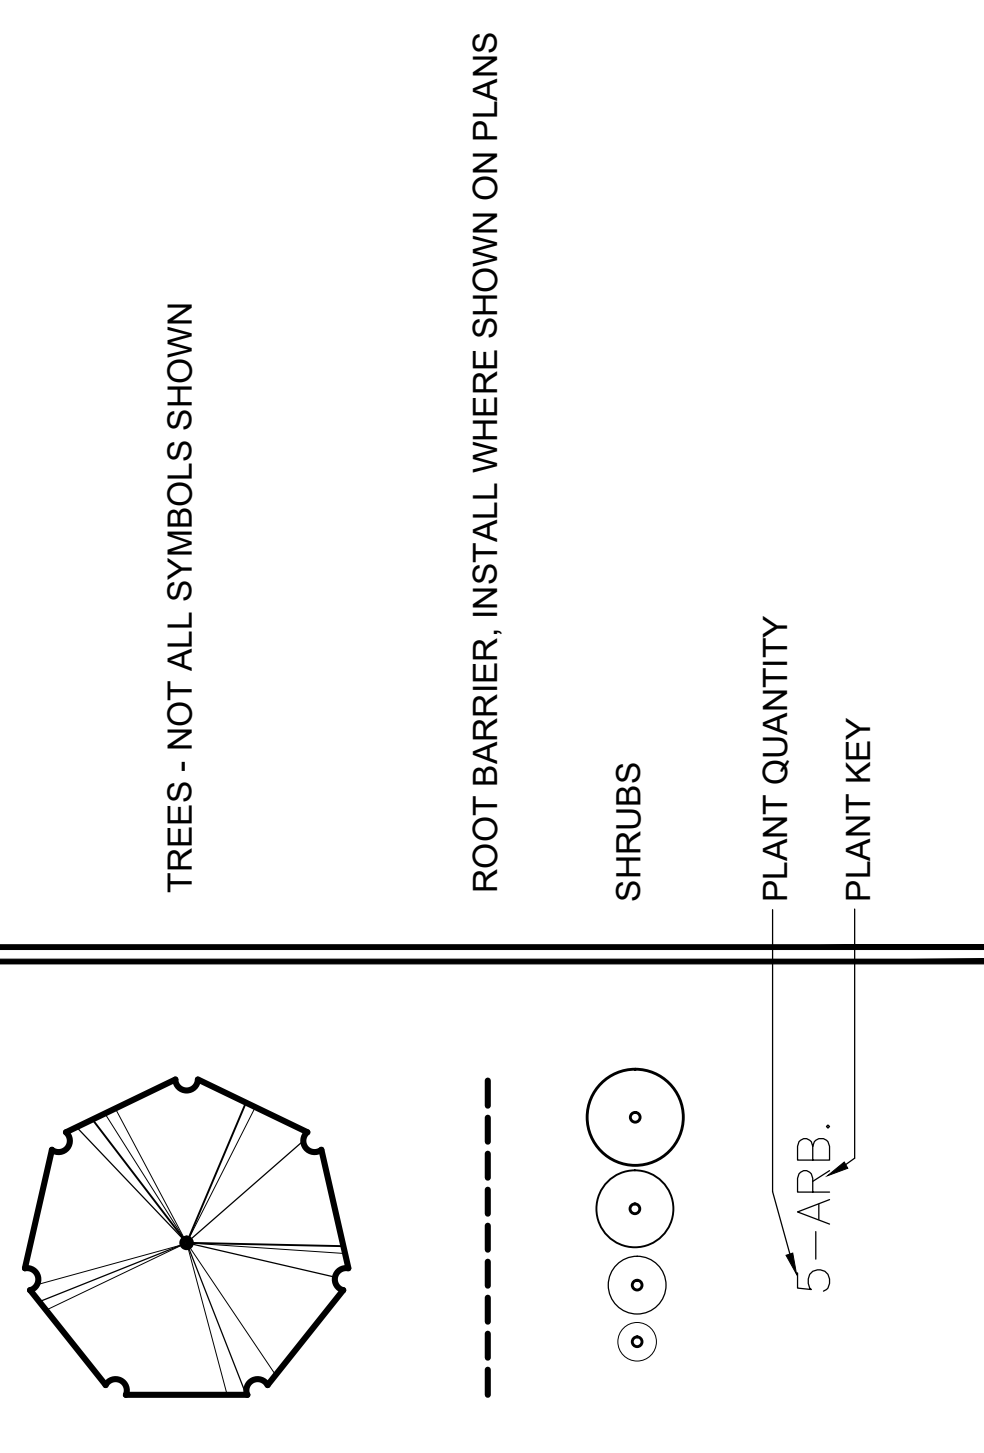 TREES - NOT ALL SYMBOLS SHOWN
ROOT BARRIER, INSTALL WHERE SHOWN ON PLANS
SHRUBS
PLANT QUANTITY
5-ARB.
PLANT KEY